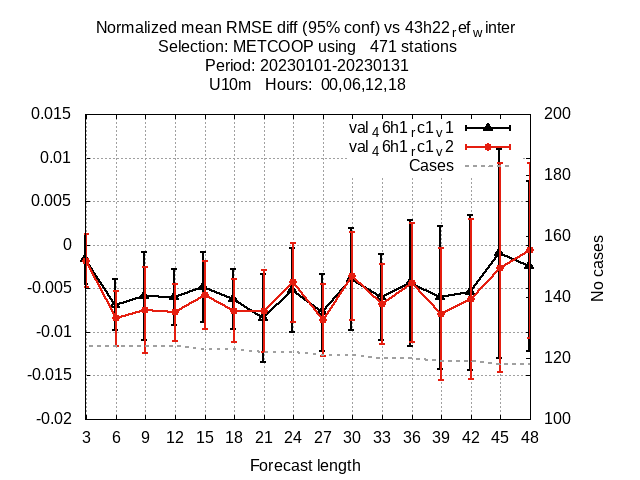 Normalized mean RMSE diff (95% conf) vs 43h22refwinter
Selection: METCOOP using   471 stations
Period: 20230101-20230131
U10m   Hours:  00,06,12,18
0.015
0.01
0.005
0
-0.005
-0.01
-0.015
-0.02
val46h1rc1v1
val46h1rc1v2
Cases
200
180
160
140
120
100
No cases
3 6 9 12 15 18 21 24 27 30 33 36 39 42 45 48
Forecast length